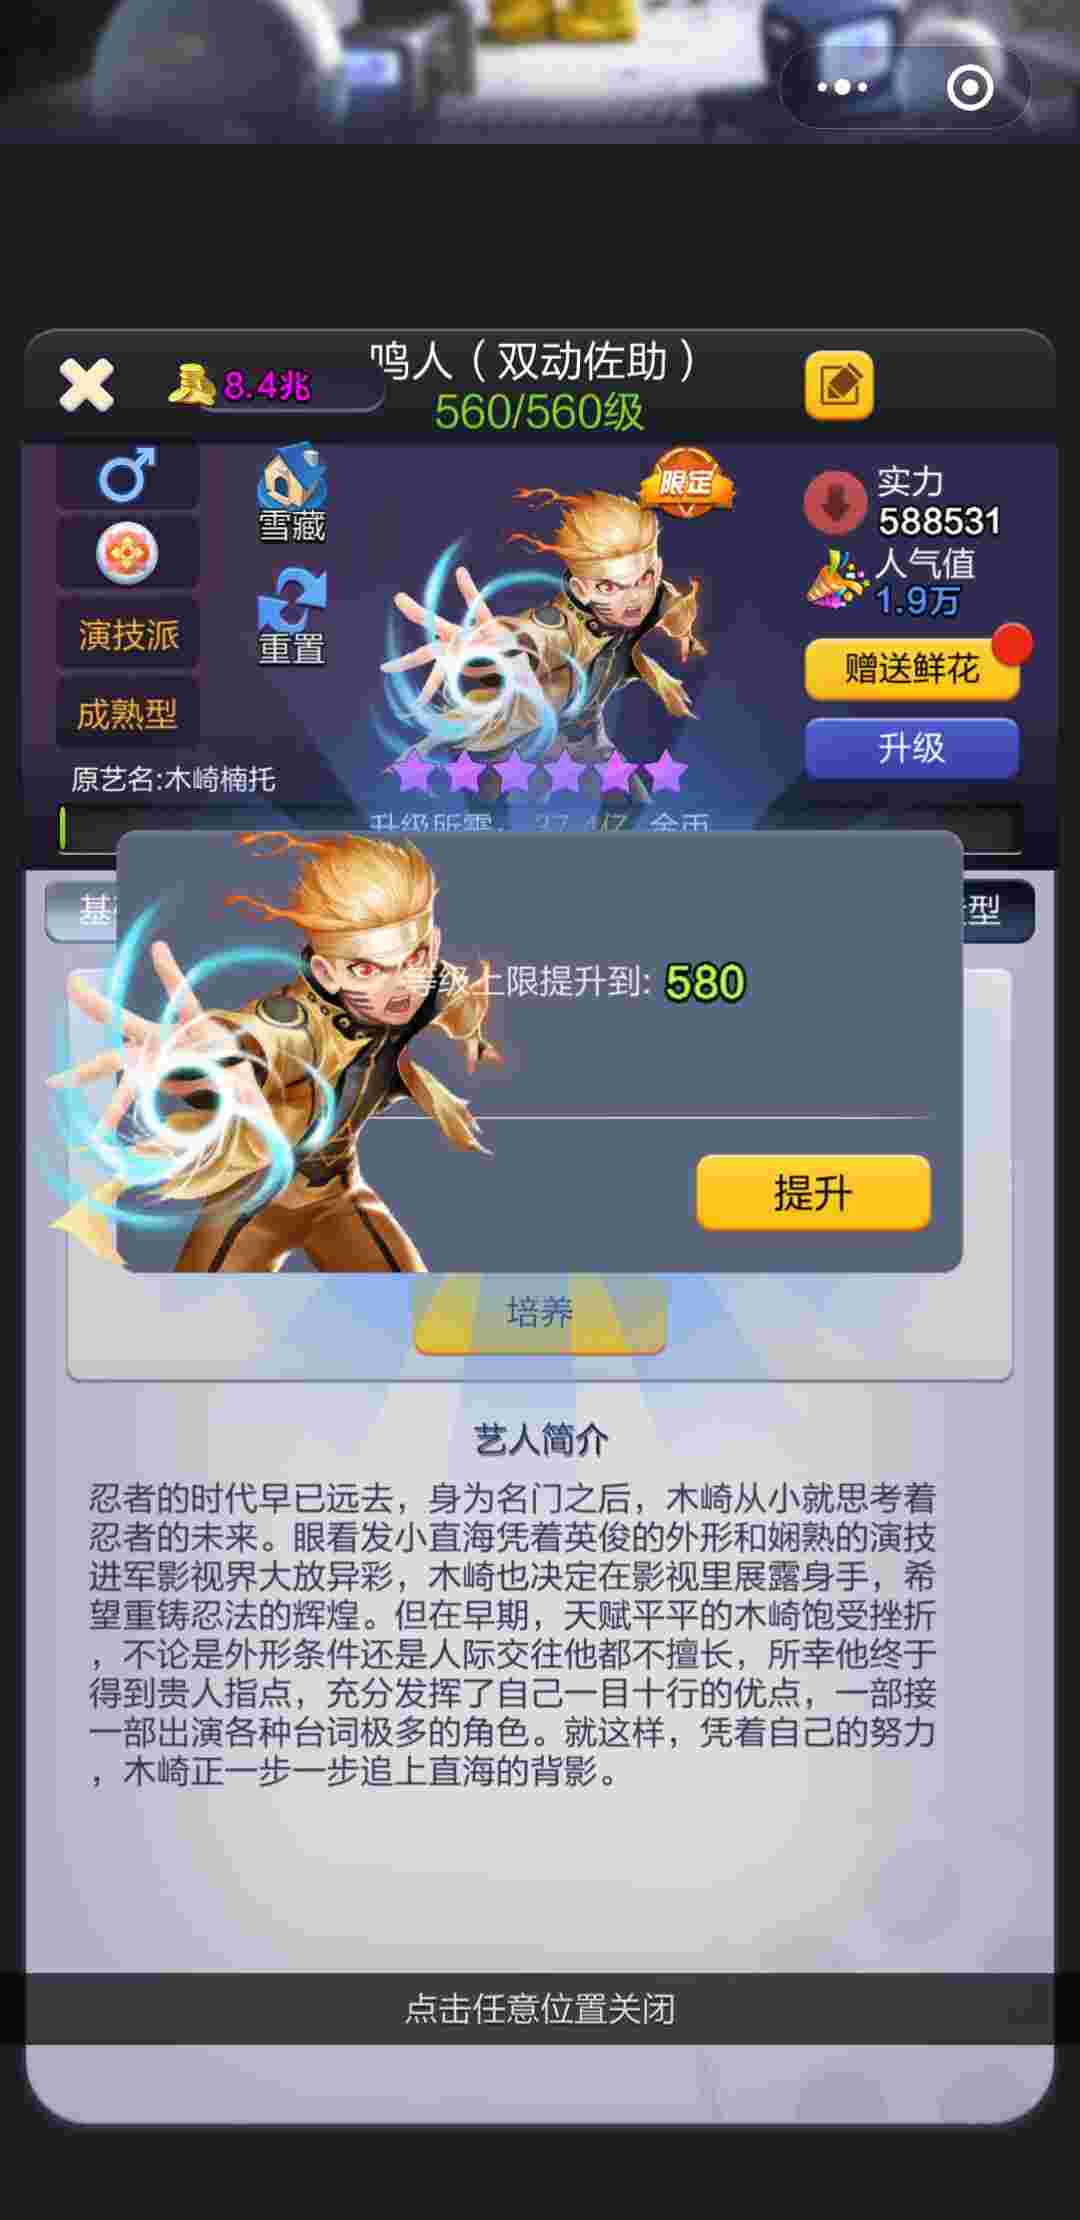 鸣人（双动佐助）
8.4兆
560/560级
限定
实力
588531
雪藏
人气值
1.9万
演技派
重置
赠送鲜花
成熟型
升级
原艺名:木崎楠托
升级所需: 37.4亿 金币
基
型
等级上限提升到: 580
提升
培养
艺人简介
忍者的时代早已远去，身为名门之后，木崎从小就思考着
忍者的未来。眼看发小直海凭着英俊的外形和娴熟的演技
进军影视界大放异彩，木崎也决定在影视里展露身手，希
望重铸忍法的辉煌。但在早期，天赋平平的木崎饱受挫折
，不论是外形条件还是人际交往他都不擅长，所幸他终于
得到贵人指点，充分发挥了自己一目十行的优点，一部接
一部出演各种台词极多的角色。就这样，凭着自己的努力
，木崎正一步一步追上直海的背影。
点击任意位置关闭